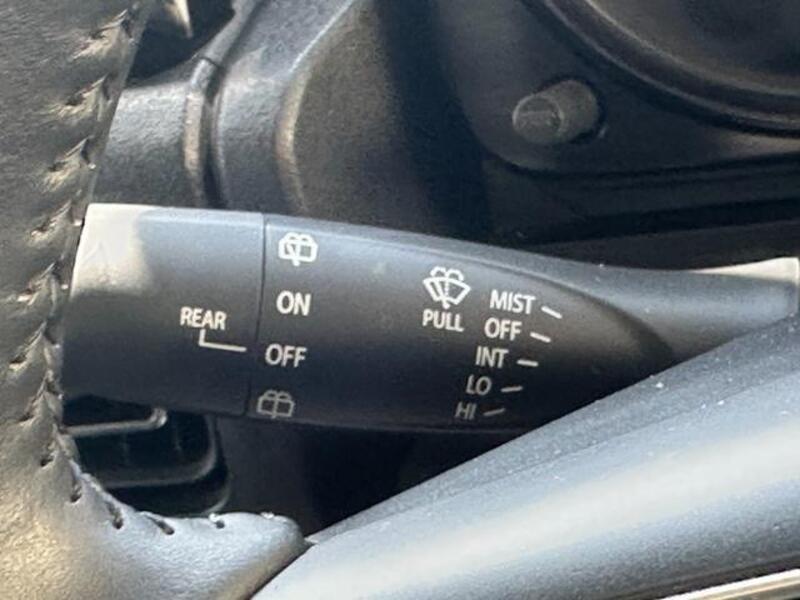 REAR
ON
OFF
PULL
MIST
OFF
INT
LO
HI